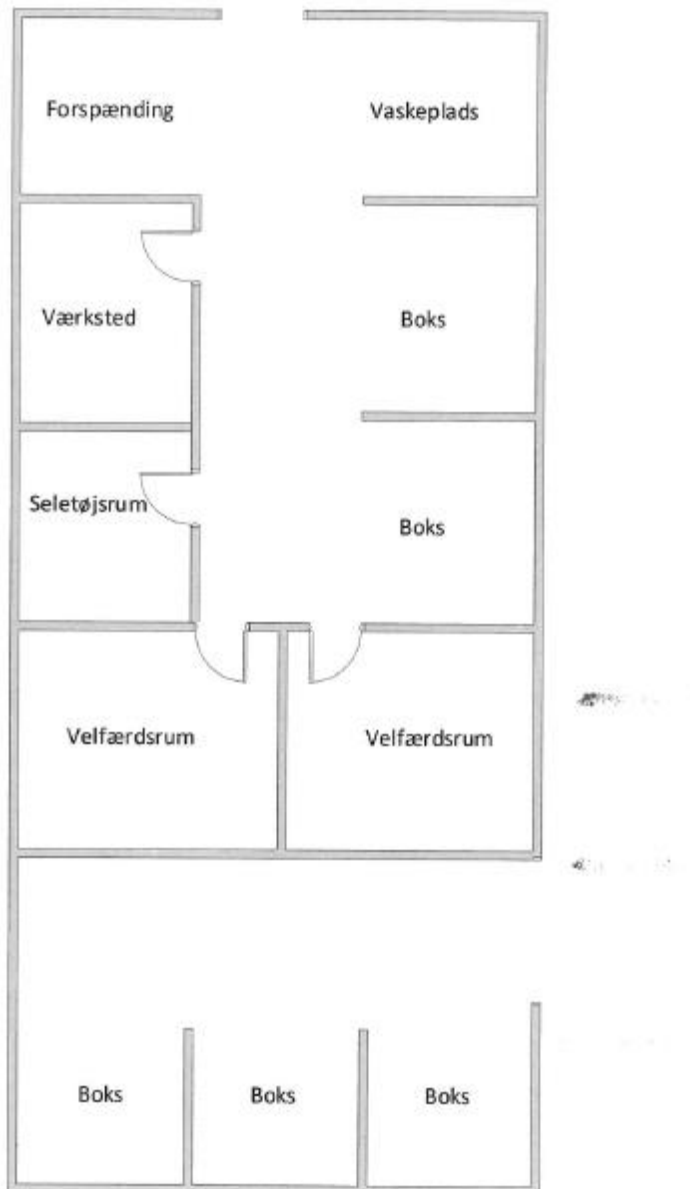 Forspænding
Vaskeplads
Værksted
Boks
Seletøjsrum
Boks
Velfærdsrum
Velfærdsrum
Boks
Boks
Boks